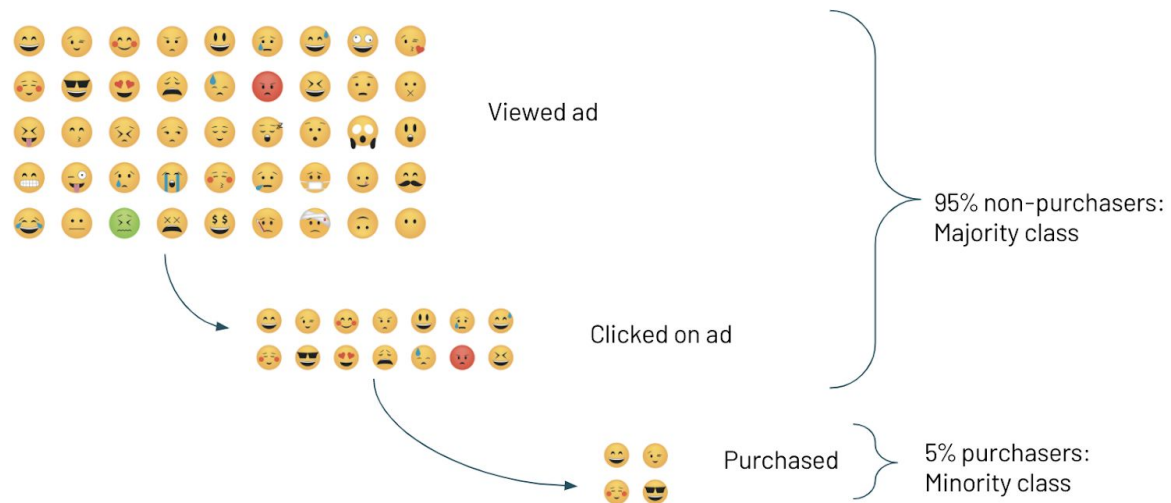 Viewed ad
95% non-purchasers:
Majority class
Clicked on ad
Purchased
5% purchasers:
Minority class